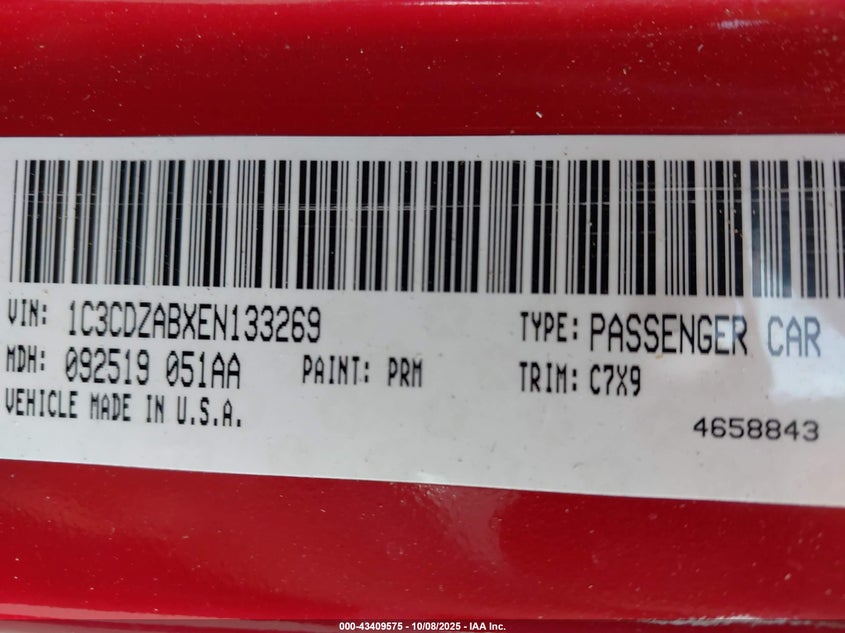 VIN: 1C3CDZABXEN133269 TYPE: PASSENGER CAR
MDH: 092519 051AA PAINT: PRM TRIM: C7X9
VEHICLE MADE IN U.S.A.
4658843
000-43409575 - 10/08/2025 - IAA Inc.